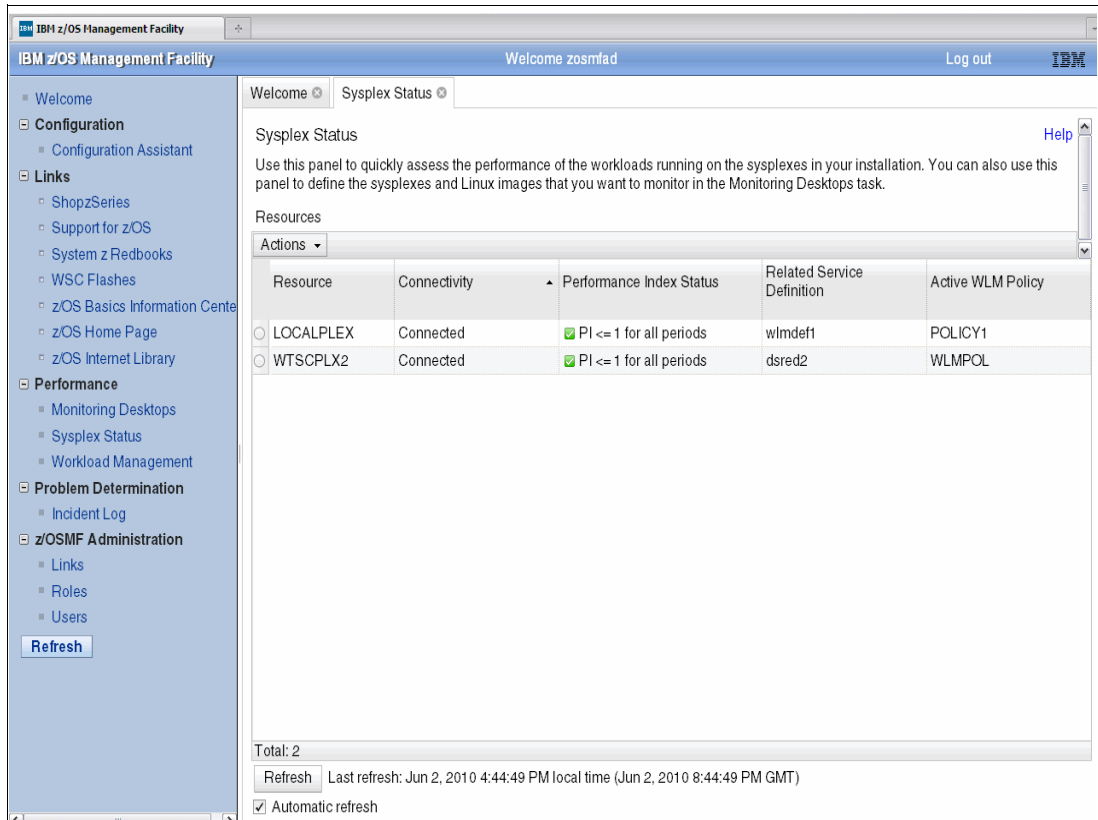 IBM IBM z/OS Management Facility
IBM z/OS Management Facility Welcome zosmfad Log out IBM
Welcome
Configuration
Configuration Assistant
Links
ShopzSeries
Support for z/OS
System z Redbooks
WSC Flashes
z/OS Basics Information Cente
z/OS Home Page
z/OS Internet Library
Performance
Monitoring Desktops
Sysplex Status
Workload Management
Problem Determination
Incident Log
z/OSMF Administration
Links
Roles
Users
Refresh
Welcome Sysplex Status
Sysplex Status Help
Use this panel to quickly assess the performance of the workloads running on the sysplexes in your installation. You can also use this
panel to define the sysplexes and Linux images that you want to monitor in the Monitoring Desktops task.
Resources
Actions
Resource Connectivity Performance Index Status Related Service Definition Active WLM Policy
LOCALPLEX Connected PI <= 1 for all periods wlmdef1 POLICY1
WTSCPLX2 Connected PI <= 1 for all periods dsred2 WLMPOL
Total: 2
Refresh Last refresh: Jun 2, 2010 4:44:49 PM local time (Jun 2, 2010 8:44:49 PM GMT)
Automatic refresh